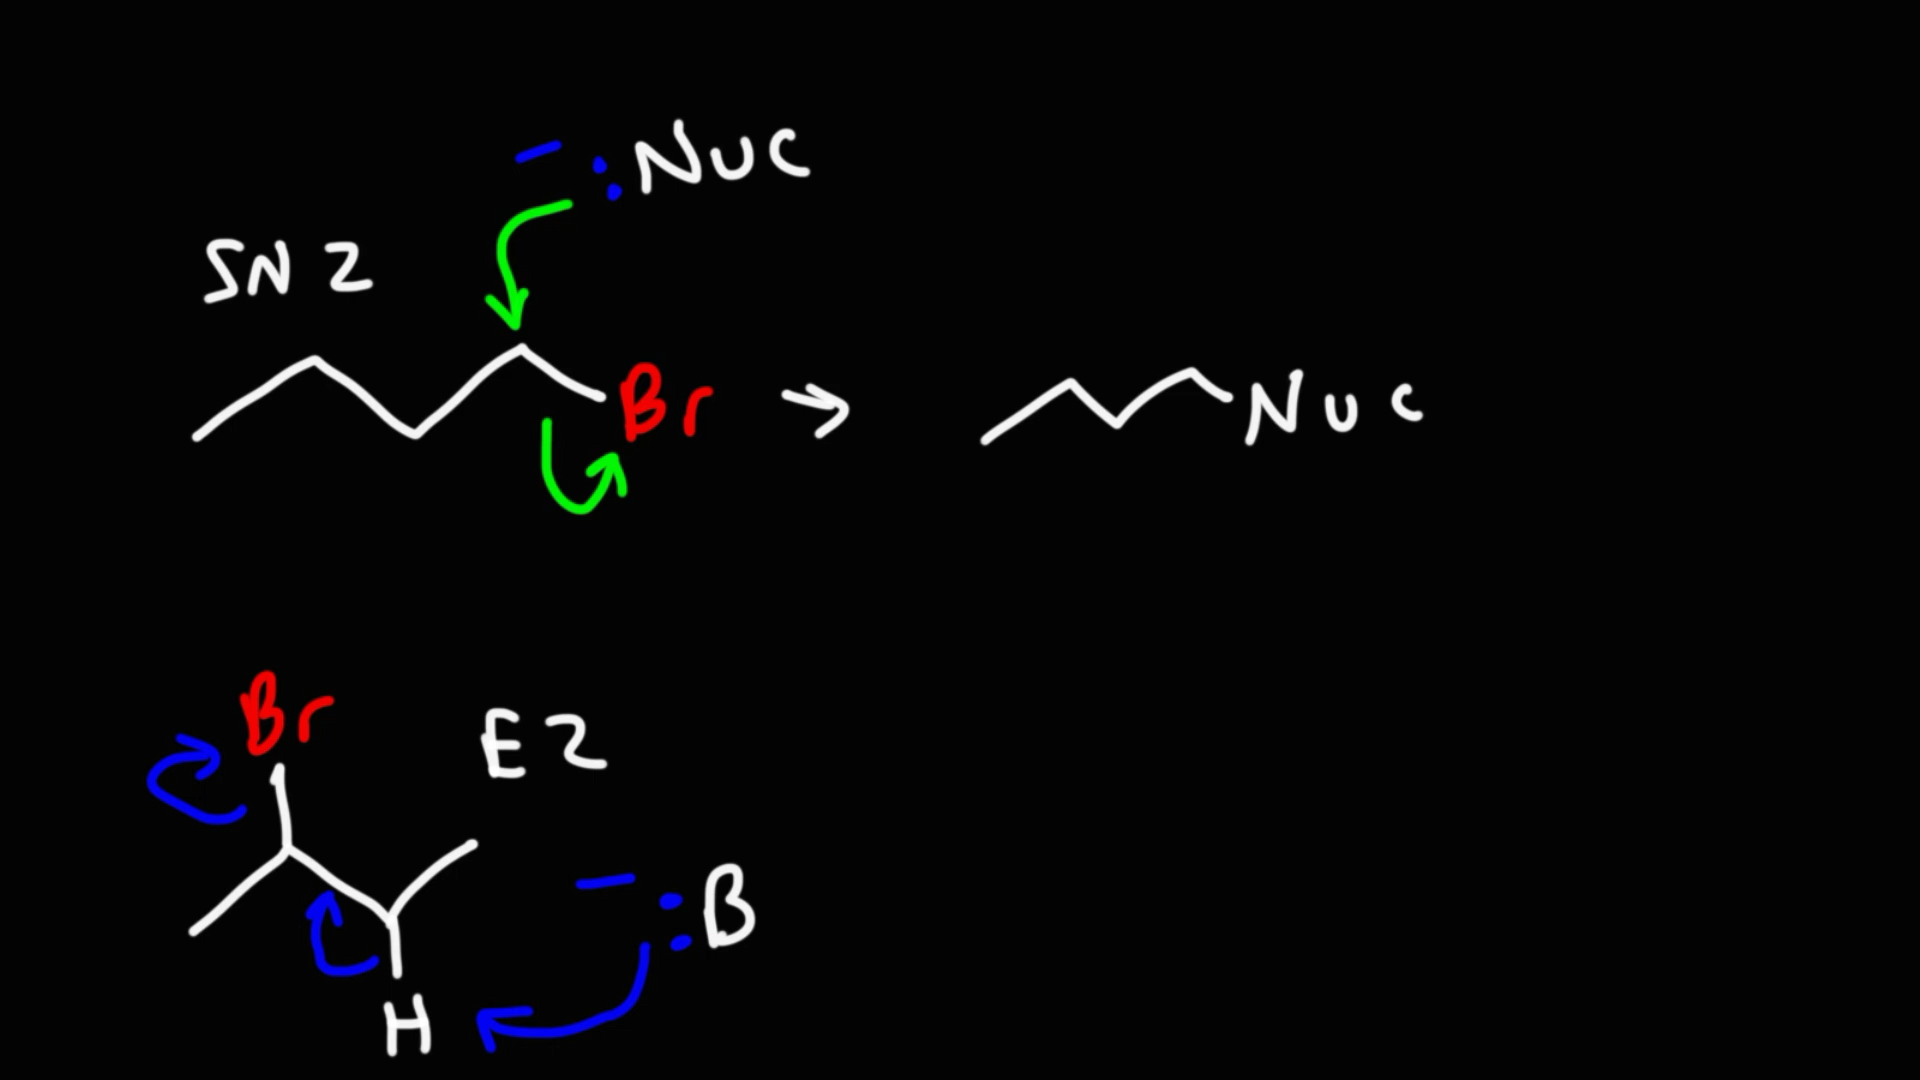 :Nuc
SN2
Br → Nuc
Br
E2
:B
H